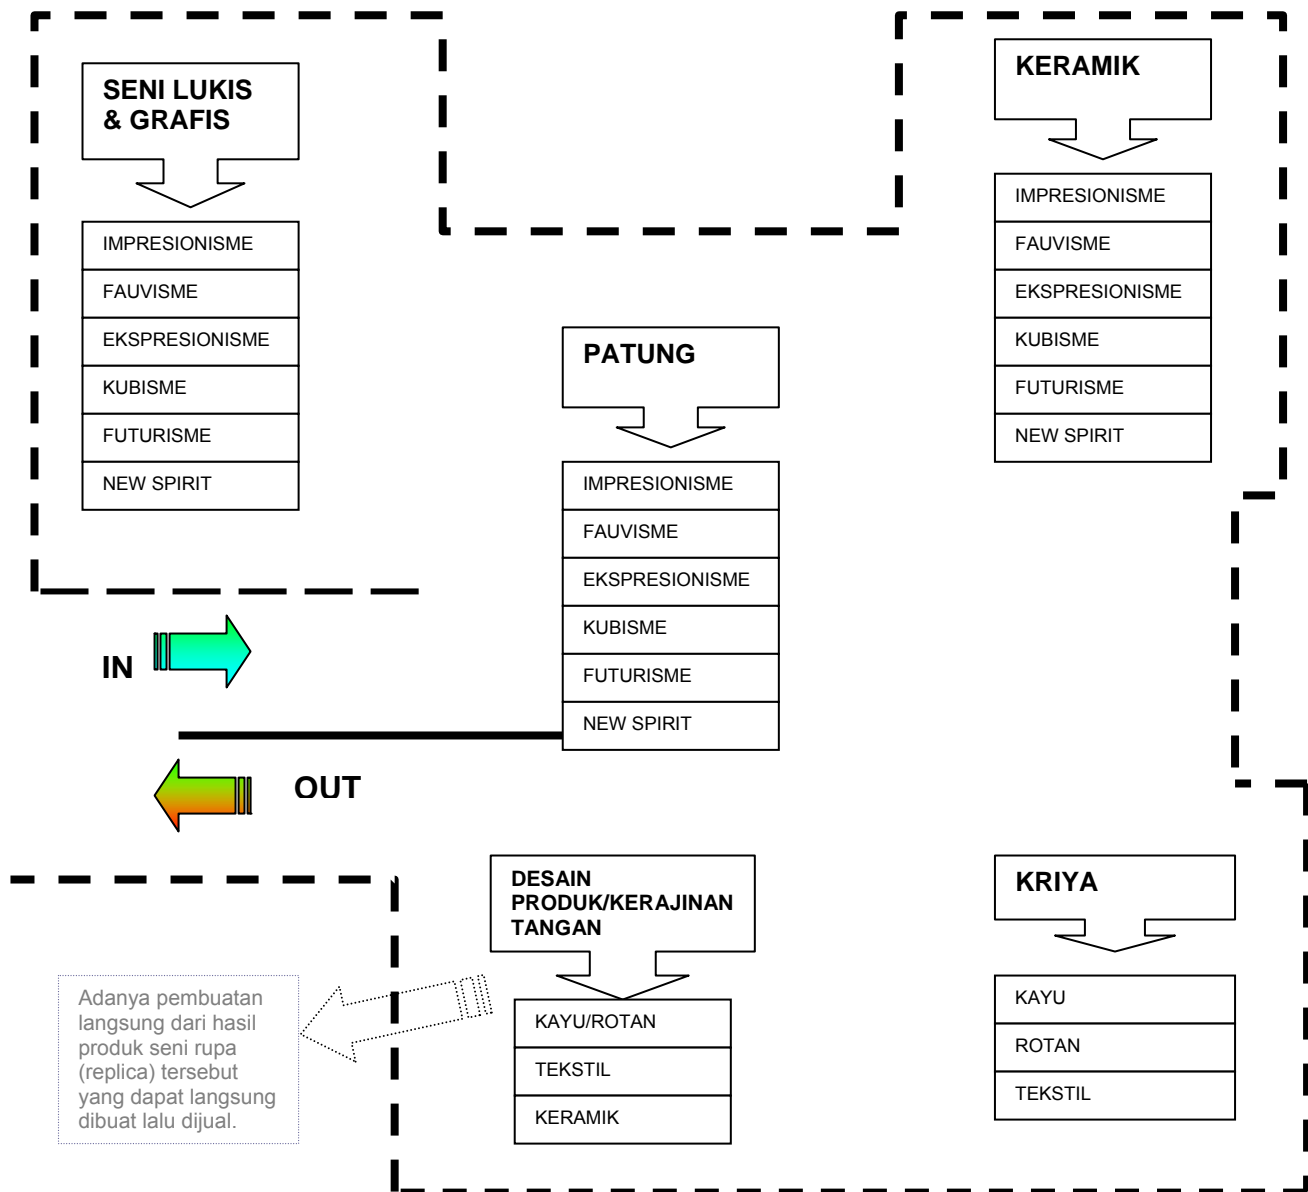 SENI LUKIS
& GRAFIS
IMPRESIONISME
FAUVISME
EKSPRESIONISME
KUBISME
FUTURISME
NEW SPIRIT
KERAMIK
IMPRESIONISME
FAUVISME
EKSPRESIONISME
KUBISME
FUTURISME
NEW SPIRIT
PATUNG
IMPRESIONISME
FAUVISME
EKSPRESIONISME
KUBISME
FUTURISME
NEW SPIRIT
IN
OUT
DESAIN
PRODUK/KERAJINAN
TANGAN
KAYU/ROTAN
TEKSTIL
KERAMIK
KRIYA
KAYU
ROTAN
TEKSTIL
Adanya pembuatan
langsung dari hasil
produk seni rupa
(replica) tersebut
yang dapat langsung
dibuat lalu dijual.